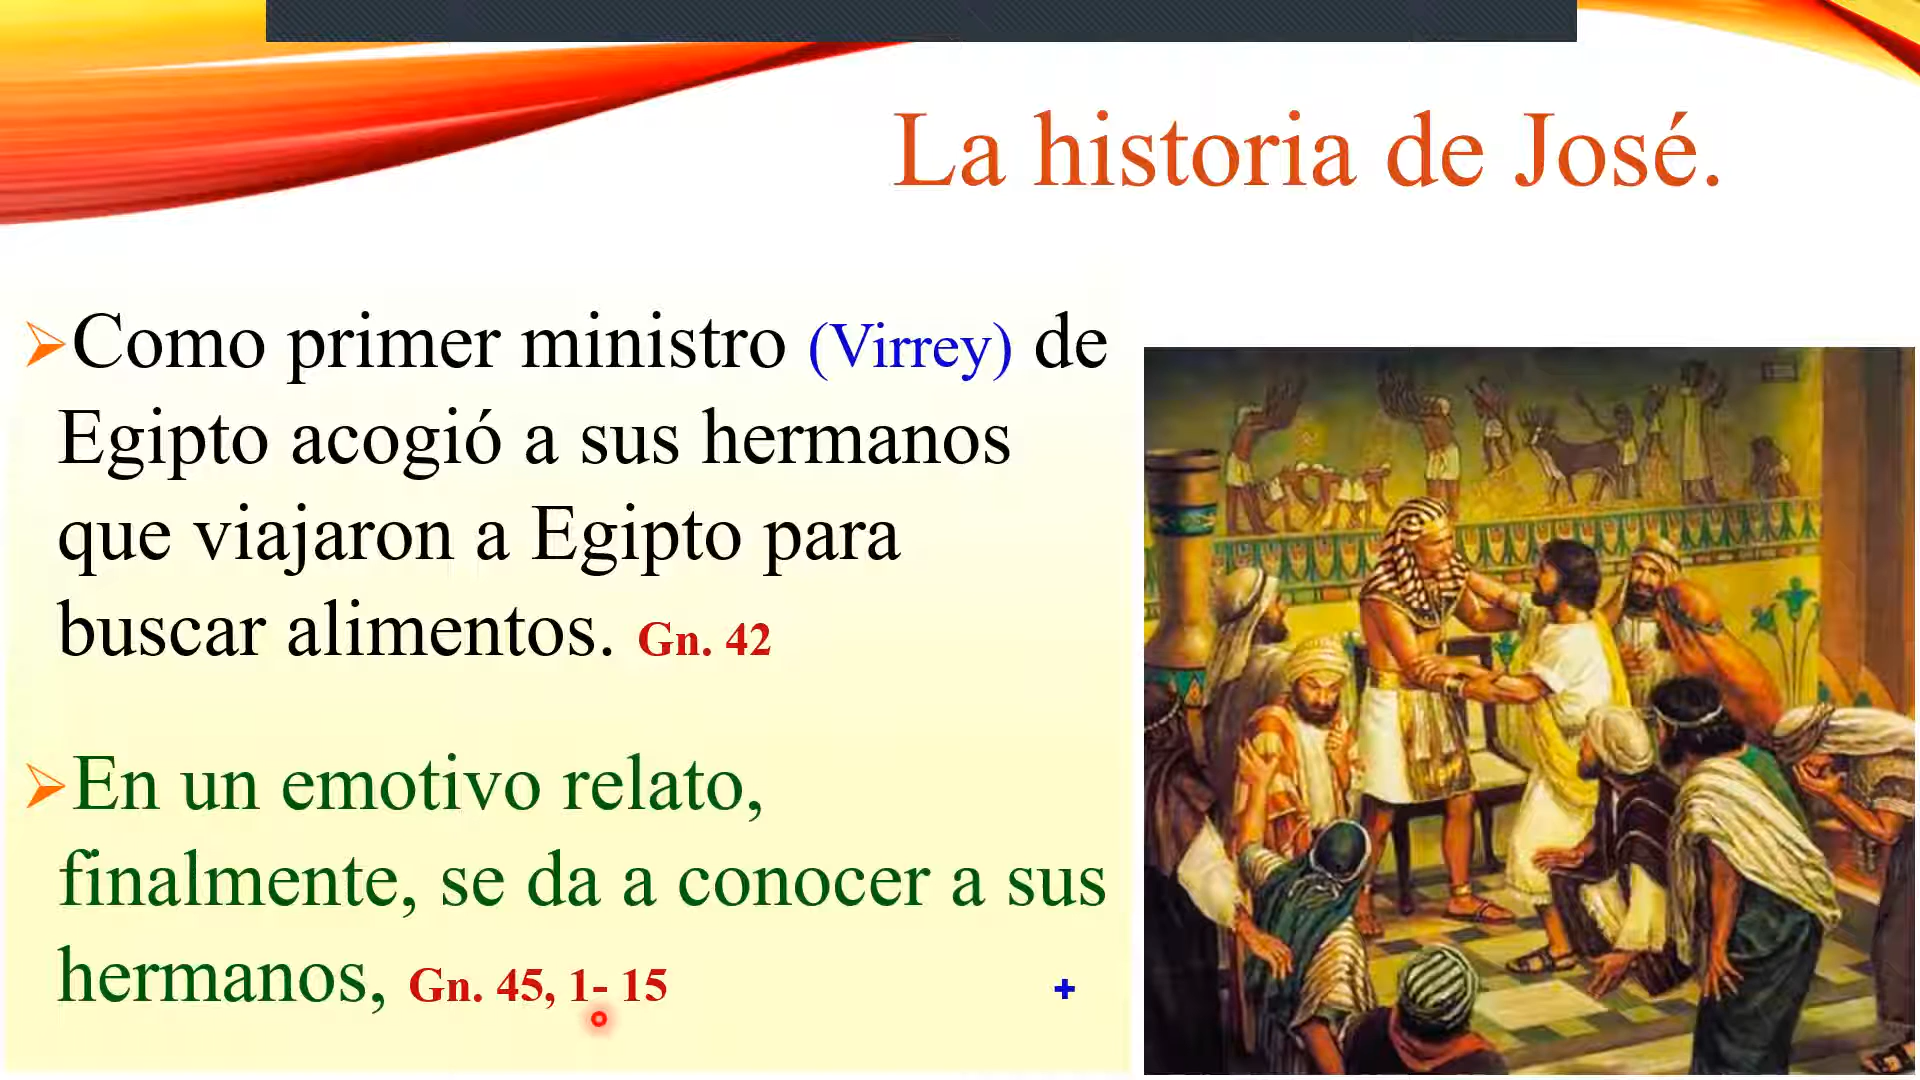 La historia de José.
➢Como primer ministro (Virrey) de
Egipto acogió a sus hermanos
que viajaron a Egipto para
buscar alimentos. Gn. 42
➢En un emotivo relato,
finalmente, se da a conocer a sus
hermanos, Gn. 45, 1- 15
+